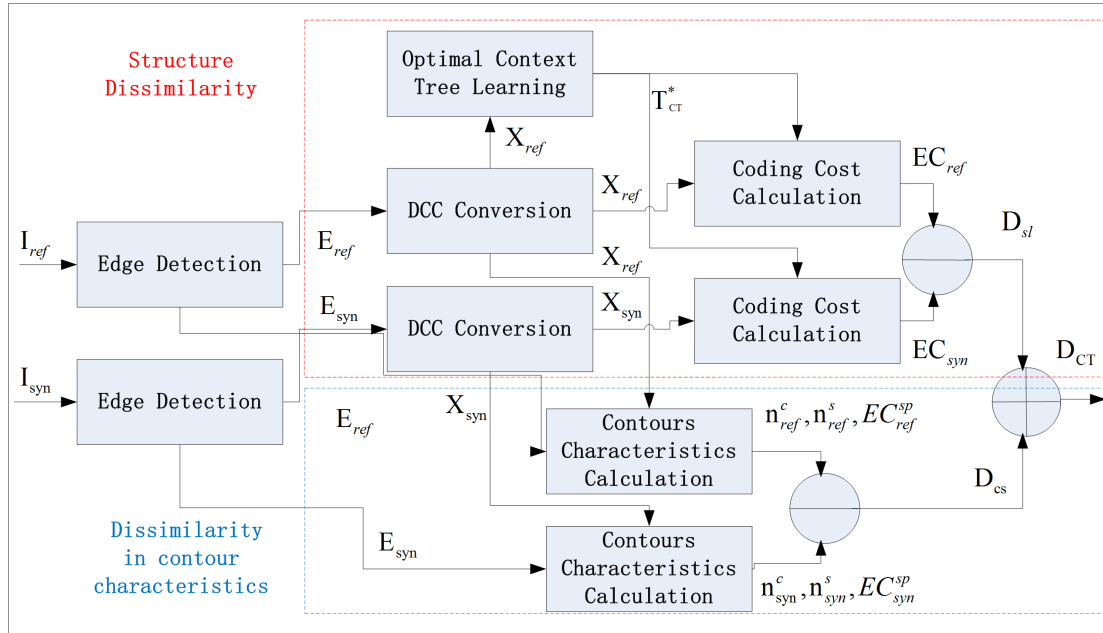 Structure
Dissimilarity
Optimal Context
Tree Learning
T*CT
Xref
DCC Conversion
Xref
Coding Cost
Calculation
ECref
Iref
Edge Detection
Eref
Xref
Dsl
Esyn
DCC Conversion
Xsyn
Coding Cost
Calculation
ECsyn
DCT
Isyn
Edge Detection
Xsyn
Eref
Contours
Characteristics
Calculation
n^c_ref, n^s_ref, EC^sp_ref
Dcs
Dissimilarity
in contour
characteristics
Esyn
Contours
Characteristics
Calculation
n^c_syn, n^s_syn, EC^sp_syn